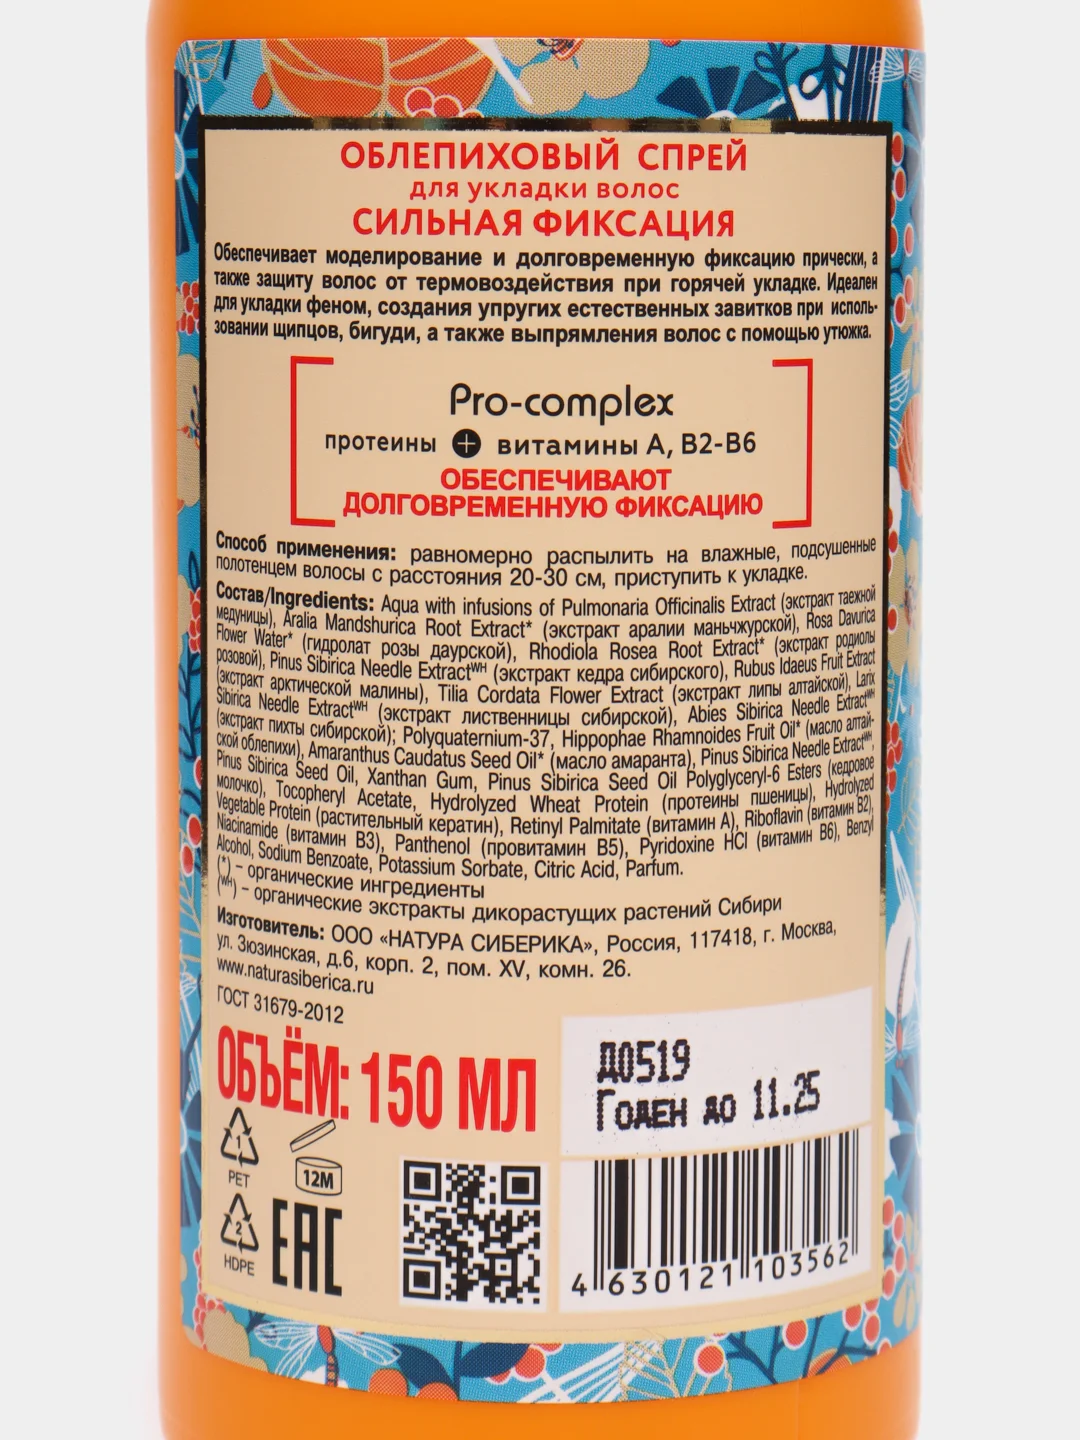 ОБЛЕПИХОВЫЙ СПРЕЙ
для укладки волос
СИЛЬНАЯ ФИКСАЦИЯ
Обеспечивает моделирование и долговременную фиксацию прически, а
также защиту волос от термовоздействия при горячей укладке. Идеален
для укладки феном, создания упругих естественных завитков при исполь-
зовании щипцов, бигуди, а также выпрямления волос с помощью утюжка.
Pro-complex
протеины + витамины А, B2-B6
ОБЕСПЕЧИВАЮТ
ДОЛГОВРЕМЕННУЮ ФИКСАЦИЮ
Способ применения: равномерно распылить на влажные, подсушенные
полотенцем волосы с расстояния 20-30 см, приступить к укладке.
Состав/Ingredients: Aqua with infusions of Pulmonaria Officinalis Extract (экстракт таежной
медуницы), Aralia Mandshurica Root Extract* (экстракт аралии маньчжурской), Rosa Davurica
Flower Water* (гидролат розы даурской), Rhodiola Rosea Root Extract* (экстракт родиолы
розовой), Pinus Sibirica Needle Extractᵂᴴ (экстракт кедра сибирского), Rubus Idaeus Fruit Extract
(экстракт арктической малины), Tilia Cordata Flower Extract (экстракт липы алтайской), Larix
Sibirica Needle Extractᵂᴴ (экстракт лиственницы сибирской), Abies Sibirica Needle Extractᵂᴴ
(экстракт пихты сибирской); Polyquaternium-37, Hippophae Rhamnoides Fruit Oil* (масло алтай-
ской облепихи), Amaranthus Caudatus Seed Oil* (масло амаранта), Pinus Sibirica Needle Extractᵂᴴ,
Pinus Sibirica Seed Oil, Xanthan Gum, Pinus Sibirica Seed Oil Polyglyceryl-6 Esters (кедровое
молочко), Tocopheryl Acetate, Hydrolyzed Wheat Protein (протеины пшеницы), Hydrolyzed
Vegetable Protein (растительный кератин), Retinyl Palmitate (витамин А), Riboflavin (витамин B2),
Niacinamide (витамин B3), Panthenol (провитамин B5), Pyridoxine HCl (витамин B6), Benzyl
Alcohol, Sodium Benzoate, Potassium Sorbate, Citric Acid, Parfum.
(*) – органические ингредиенты
(ᵂᴴ) – органические экстракты дикорастущих растений Сибири
Изготовитель: ООО «НАТУРА СИБЕРИКА», Россия, 117418, г. Москва,
ул. Зюзинская, д.6, корп. 2, пом. XV, комн. 26.
www.naturasiberica.ru
ГОСТ 31679-2012
ОБЪЁМ: 150 МЛ
Д0519
Годен до 11.25
1
PET
12M
2
HDPE
EAC
4 630121 103562